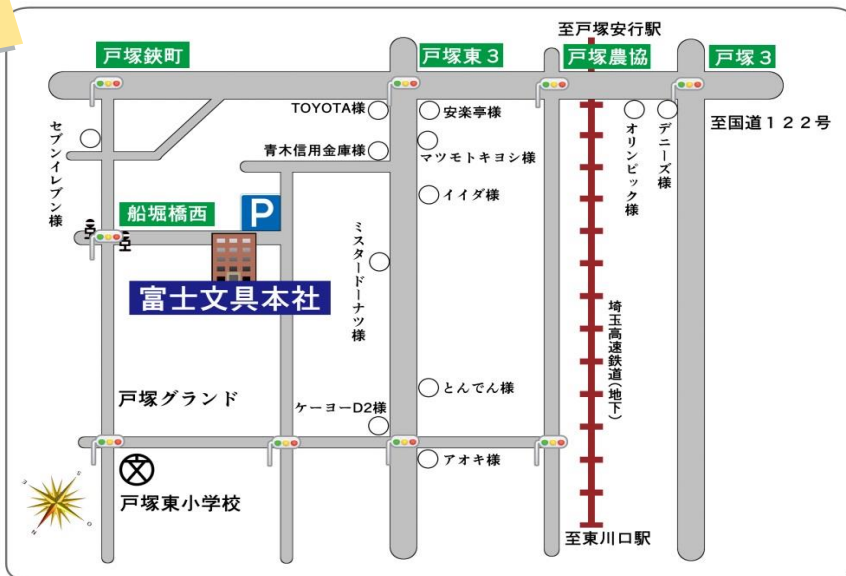 至戸塚安行駅
戸塚鋏町
戸塚東3
戸塚農協
戸塚3
TOYOTA様
安楽亭様
至国道122号
セブンイレブン様
青木信用金庫様
マツモトキヨシ様
オリンピック様
デニーズ様
イイダ様
船堀橋西
P
ミスタードーナツ様
富士文具本社
埼玉高速鉄道(地下)
とんでん様
戸塚グランド
ケーヨーD2様
アオキ様
文
戸塚東小学校
S
E
O
N
至東川口駅